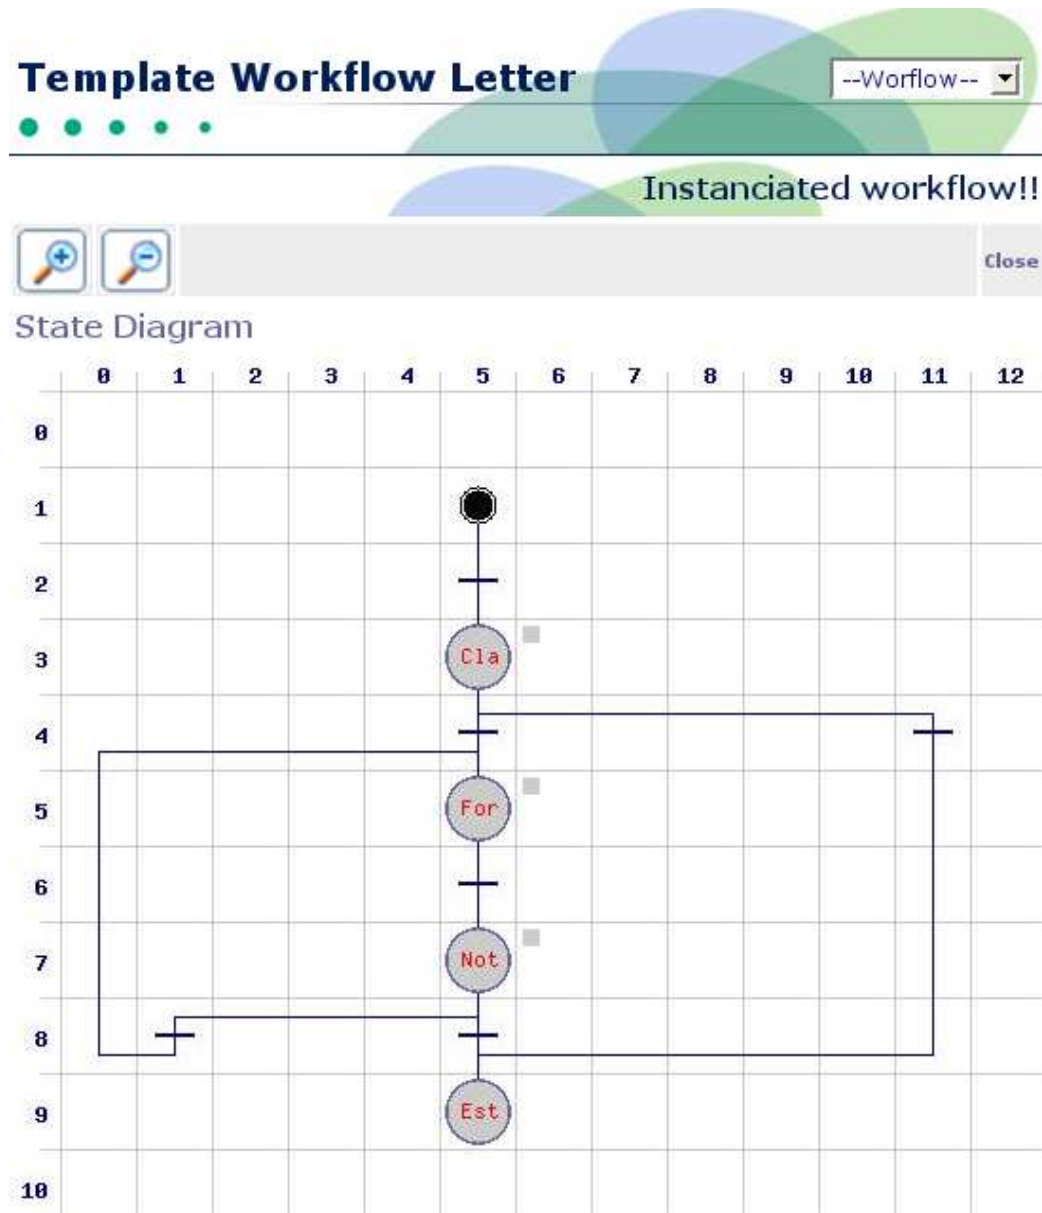 Template Workflow Letter
--Worflow--
Instanciated workflow!!
Close
State Diagram
0 1 2 3 4 5 6 7 8 9 10 11 12
0
1
2
3 Cla
4
5 For
6
7 Not
8
9 Est
10